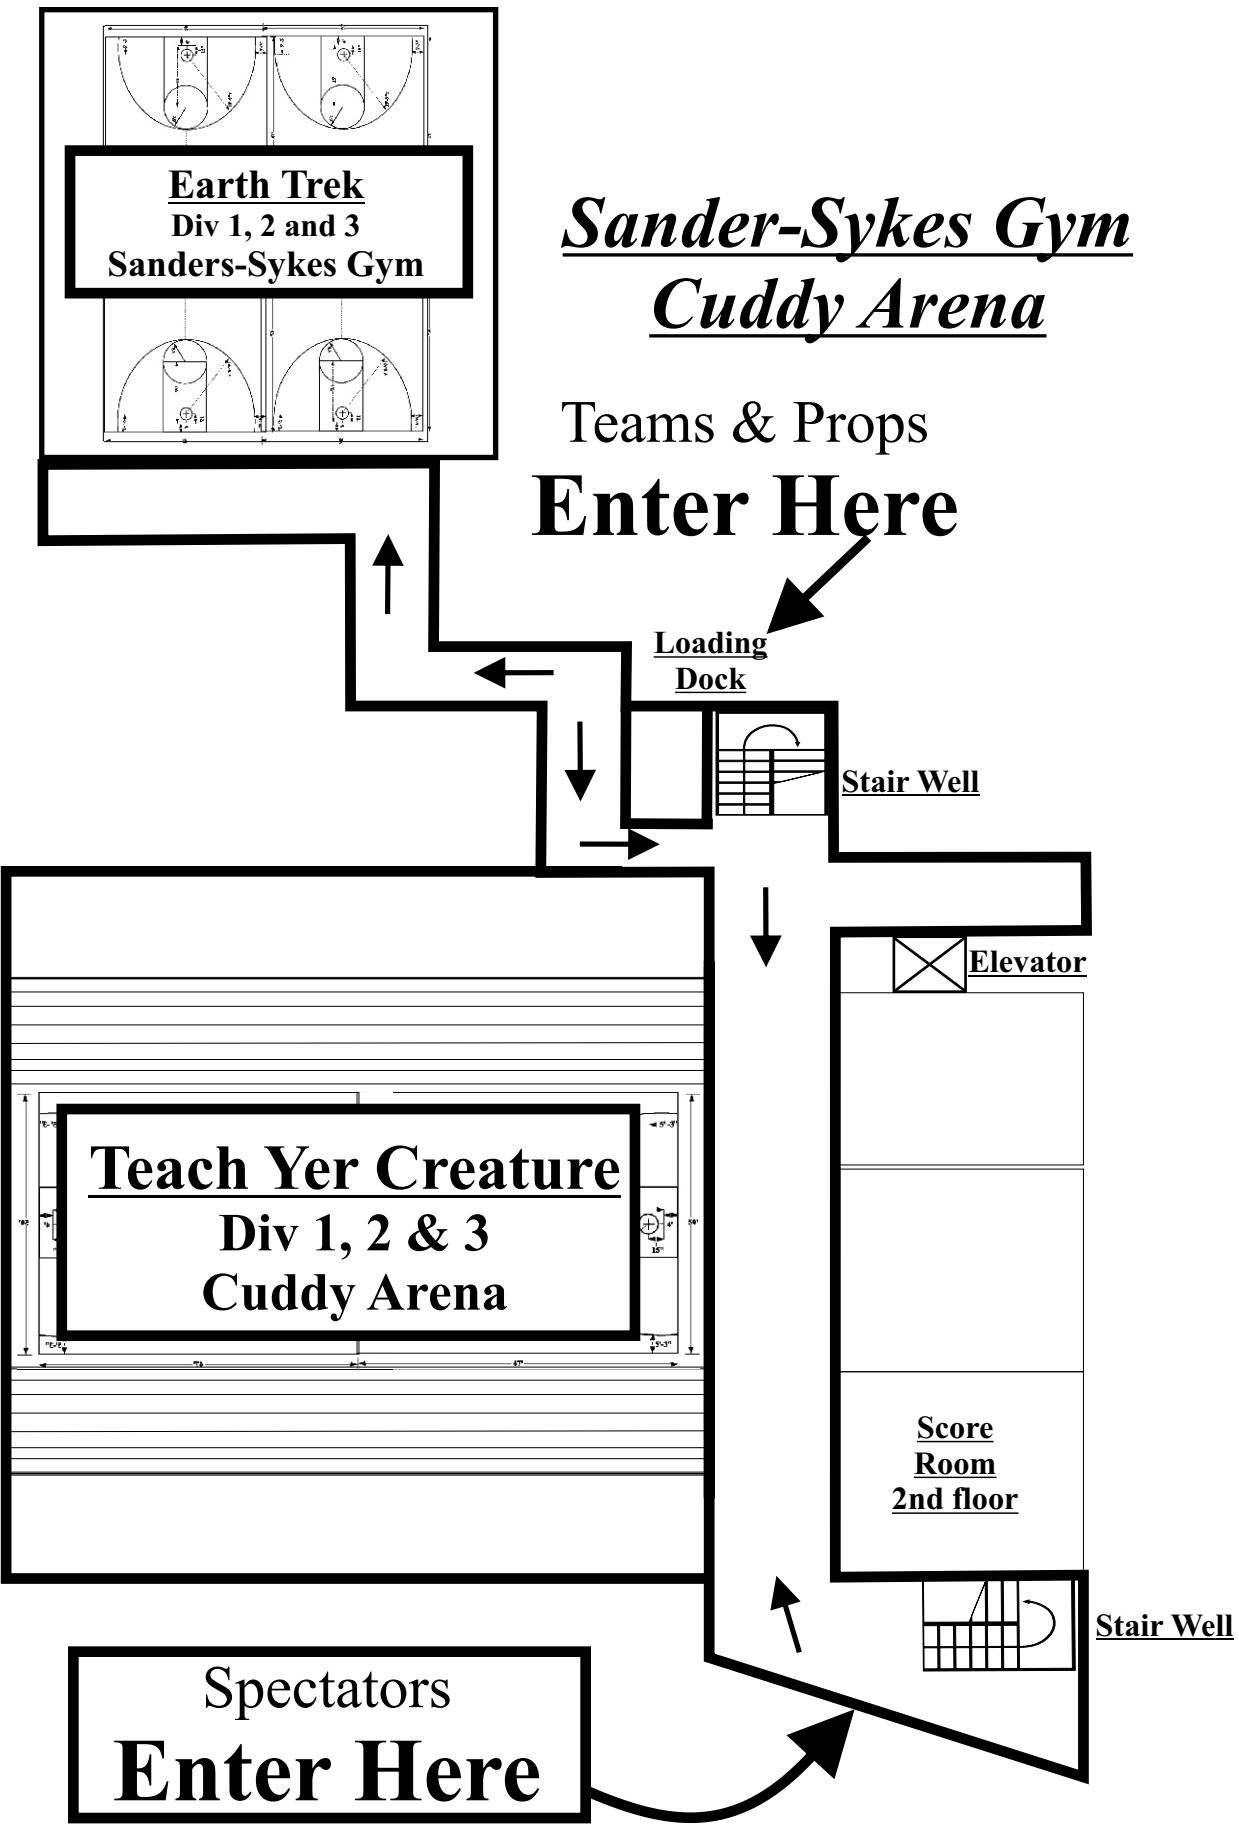 Earth Trek
Div 1, 2 and 3
Sanders-Sykes Gym
Sander-Sykes Gym
Cuddy Arena
Teams & Props
Enter Here
Loading
Dock
Stair Well
Elevator
Teach Yer Creature
Div 1, 2 & 3
Cuddy Arena
Score
Room
2nd floor
Stair Well
Spectators
Enter Here